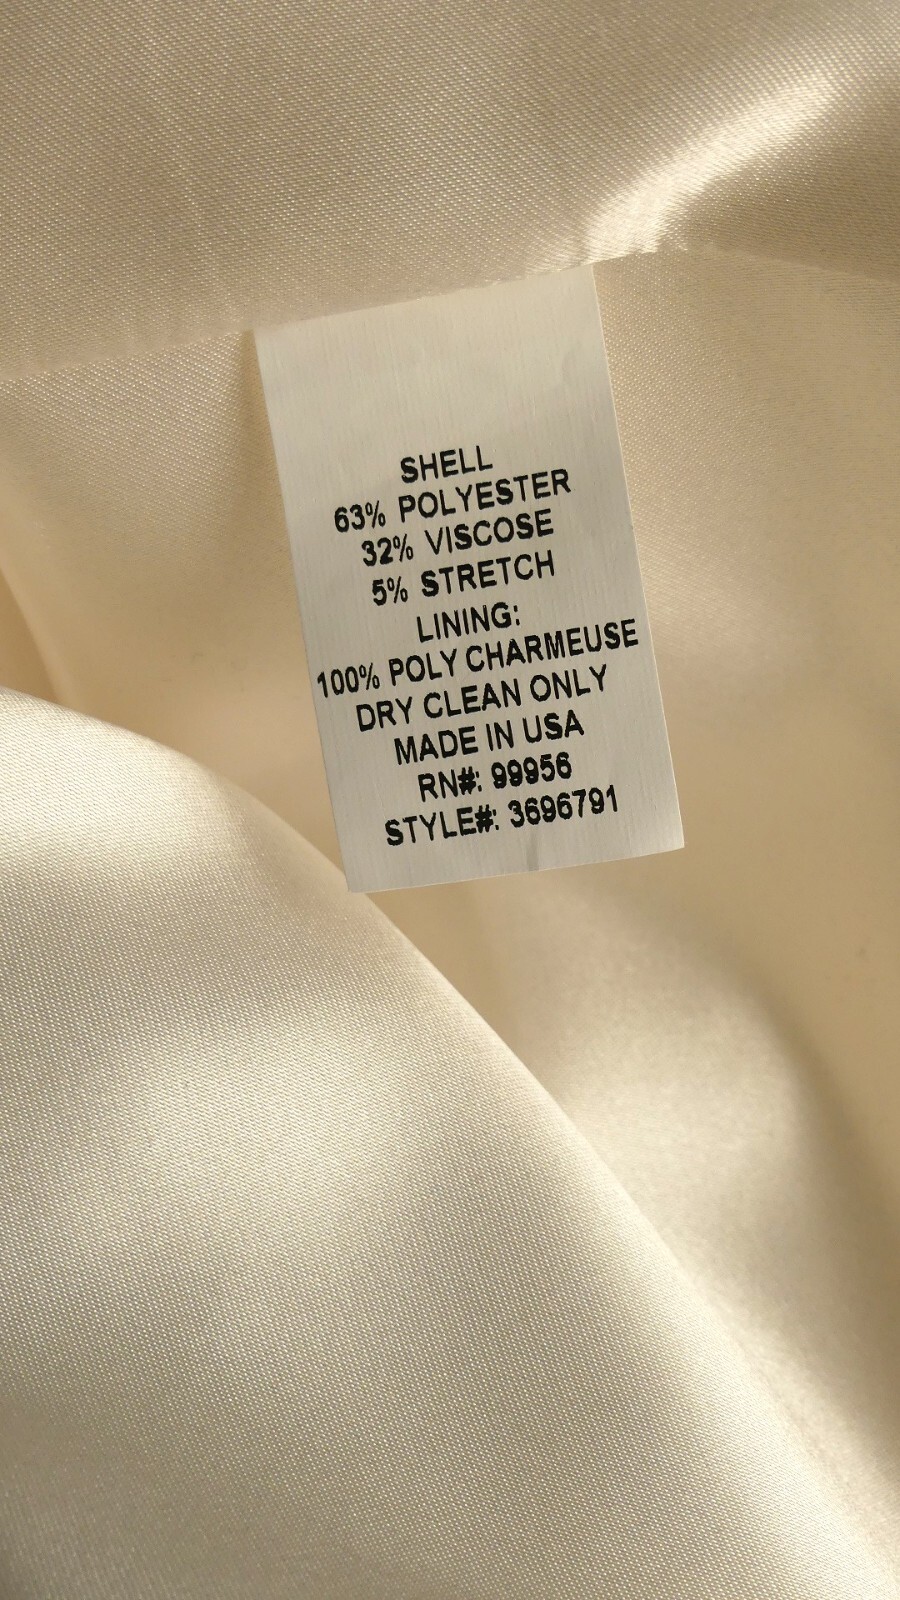 SHELL
63% POLYESTER
32% VISCOSE
5% STRETCH
LINING:
100% POLY CHARMEUSE
DRY CLEAN ONLY
MADE IN USA
RN#: 99956
STYLE#: 3696791